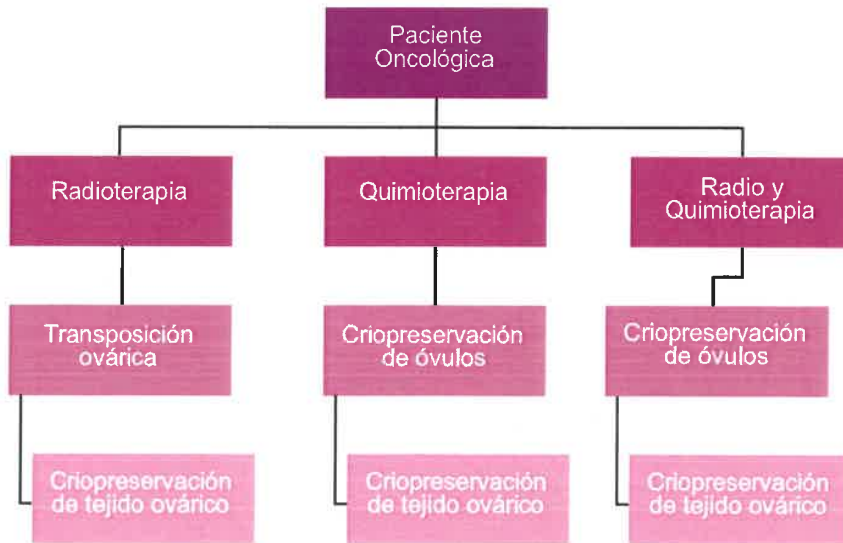 Paciente
Oncológica
Radioterapia
Quimioterapia
Radio y
Quimioterapia
Transposición
ovárica
Criopreservación
de óvulos
Criopreservación
de óvulos
Criopreservación
de tejido ovárico
Criopreservación
de tejido ovárico
Criopreservación
de tejido ovárico